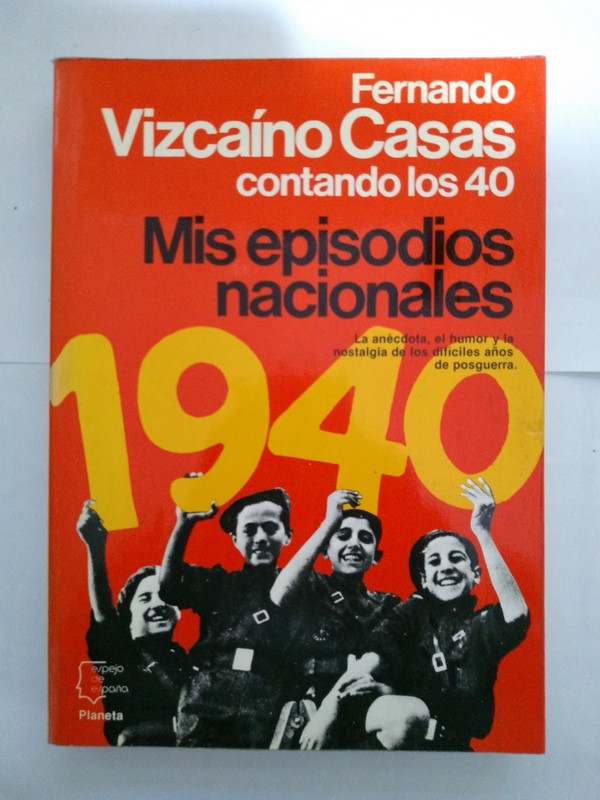 Fernando
Vizcaíno Casas
contando los 40
Mis episodios
nacionales
La anécdota, el humor y la
nostalgia de los difíciles años
de posguerra.
1940
espejo
de
españa
Planeta